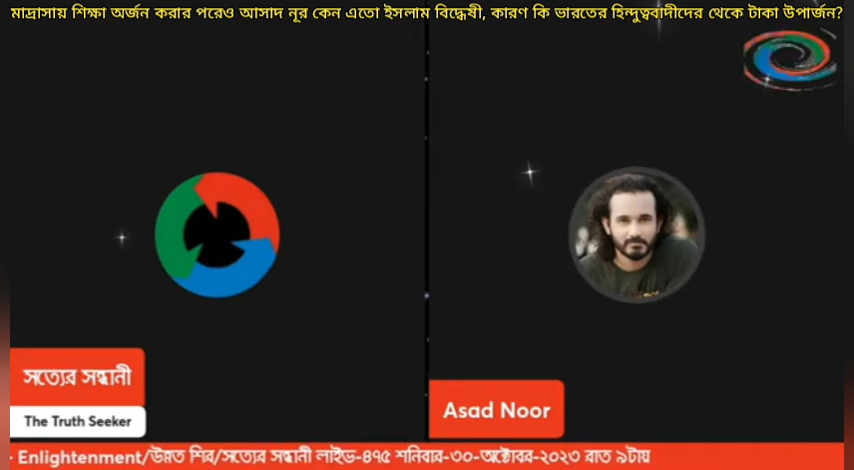 মাদ্রাসায় শিক্ষা অর্জন করার পরেও আসাদ নূর কেন এতো ইসলাম বিদ্ধেষী, কারণ কি ভারতের হিন্দুত্ববাদীদের থেকে টাকা উপার্জন?
সত্যের সন্ধানী
The Truth Seeker
Asad Noor
- Enlightenment/উন্নত শির/সত্যের সন্ধানী লাইভ-৪৭৫ শনিবার-৩০-অক্টোবর-২০২৩ রাত ৯টায়